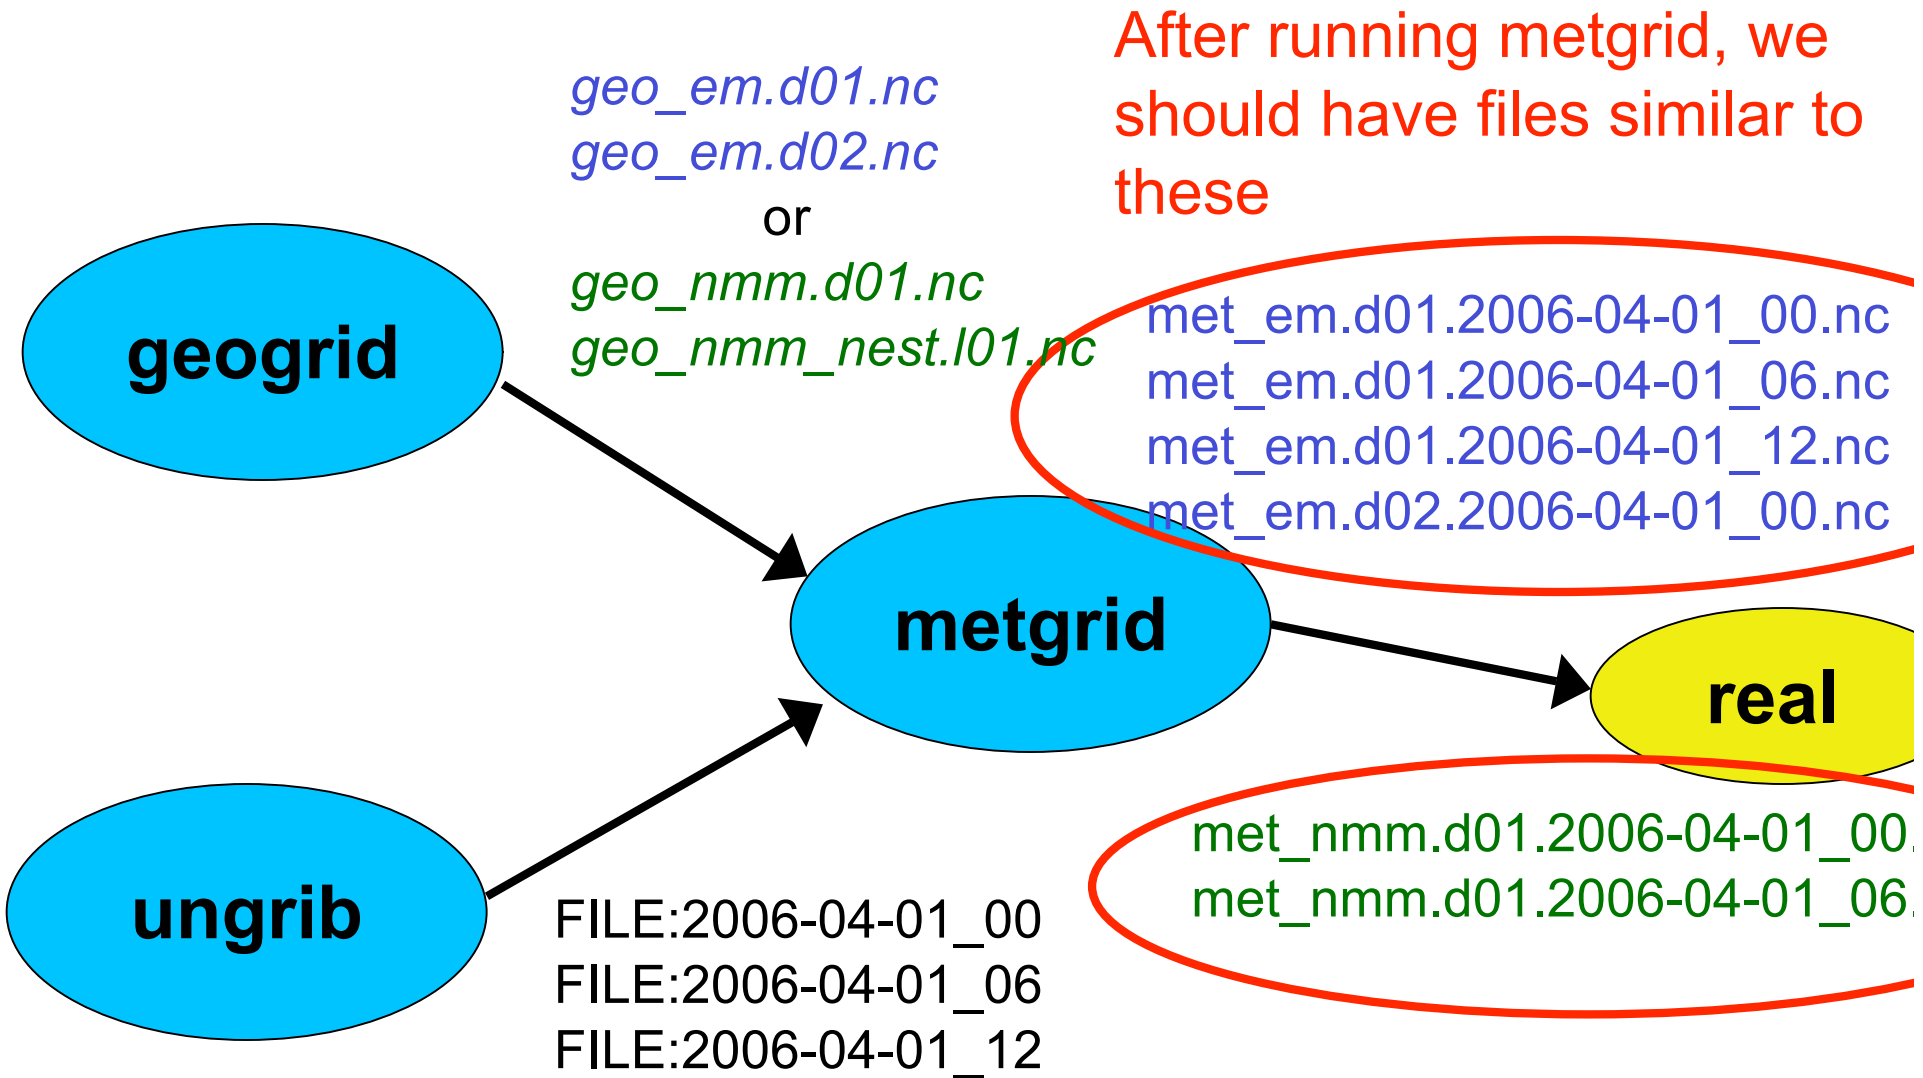 After running metgrid, we
should have files similar to
these
geo_em.d01.nc
geo_em.d02.nc
or
geo_nmm.d01.nc
geo_nmm_nest.l01.nc
met_em.d01.2006-04-01_00.nc
met_em.d01.2006-04-01_06.nc
met_em.d01.2006-04-01_12.nc
met_em.d02.2006-04-01_00.nc
geogrid
metgrid
real
ungrib
met_nmm.d01.2006-04-01_00.
met_nmm.d01.2006-04-01_06.
FILE:2006-04-01_00
FILE:2006-04-01_06
FILE:2006-04-01_12